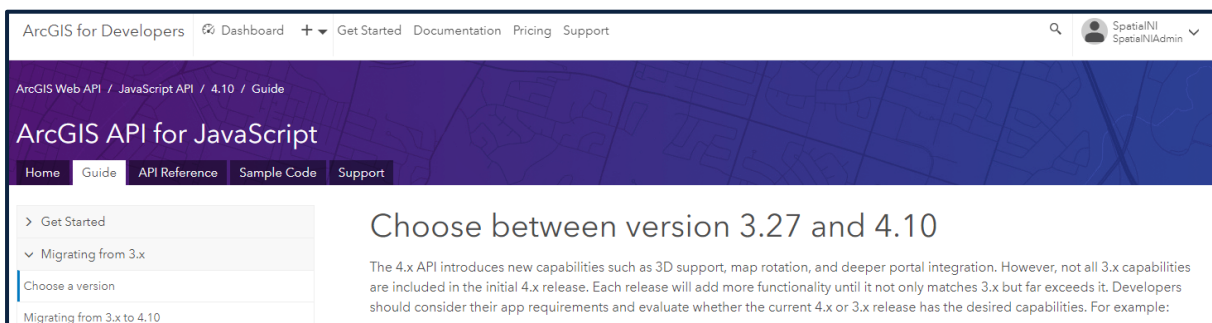 ArcGIS for Developers Dashboard + Get Started Documentation Pricing Support SpatialNI
SpatialNIAdmin
ArcGIS Web API / JavaScript API / 4.10 / Guide
ArcGIS API for JavaScript
Home Guide API Reference Sample Code Support
> Get Started
Migrating from 3.x
Choose a version
Migrating from 3.x to 4.10
Choose between version 3.27 and 4.10
The 4.x API introduces new capabilities such as 3D support, map rotation, and deeper portal integration. However, not all 3.x capabilities
are included in the initial 4.x release. Each release will add more functionality until it not only matches 3.x but far exceeds it. Developers
should consider their app requirements and evaluate whether the current 4.x or 3.x release has the desired capabilities. For example: